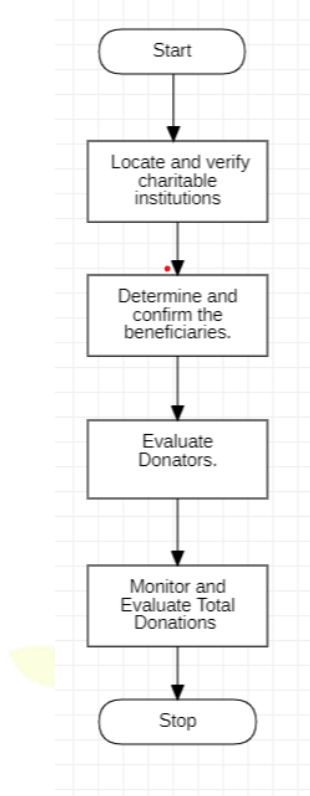 Start
Locate and verify
charitable
institutions
Determine and
confirm the
beneficiaries.
Evaluate
Donators.
Monitor and
Evaluate Total
Donations
Stop